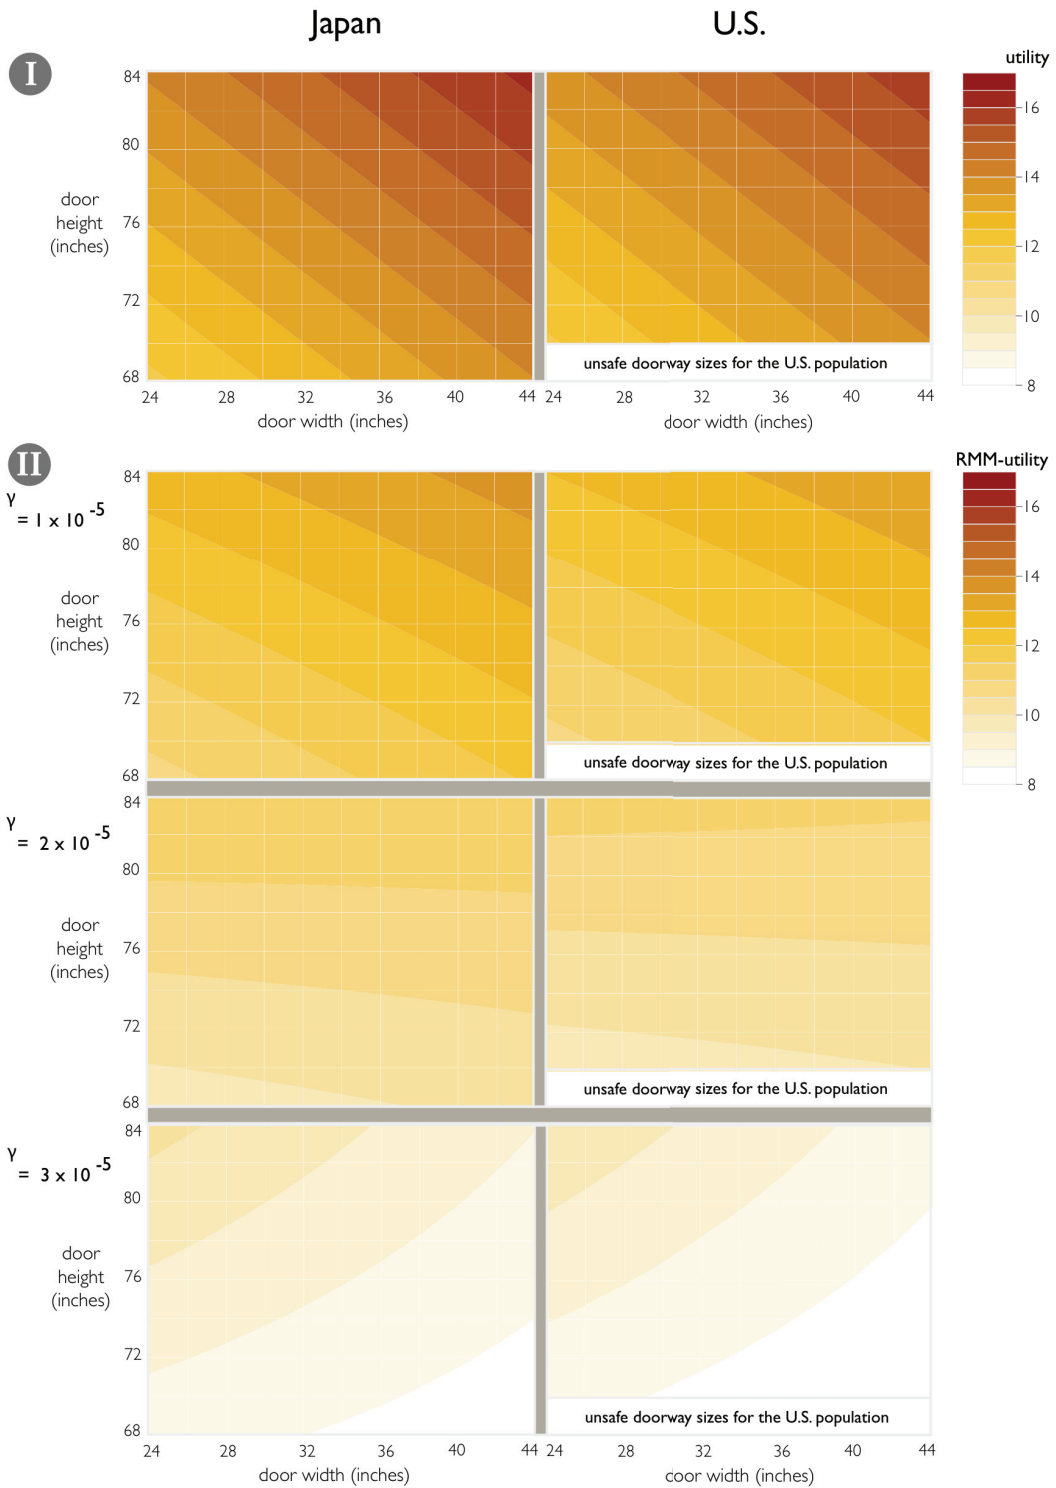 Japan
U.S.
I
utility
84
80
76
72
68
door
height
(inches)
16
14
12
10
8
unsafe doorway sizes for the U.S. population
24 28 32 36 40 44
24 28 32 36 40 44
door width (inches)
door width (inches)
II
RMM-utility
γ
= 1 x 10 -5
84
80
76
72
68
door
height
(inches)
16
14
12
10
8
unsafe doorway sizes for the U.S. population
γ
= 2 x 10 -5
84
80
76
72
68
door
height
(inches)
unsafe doorway sizes for the U.S. population
γ
= 3 x 10 -5
84
80
76
72
68
door
height
(inches)
unsafe doorway sizes for the U.S. population
24 28 32 36 40 44
24 28 32 36 40 44
door width (inches)
coor width (inches)